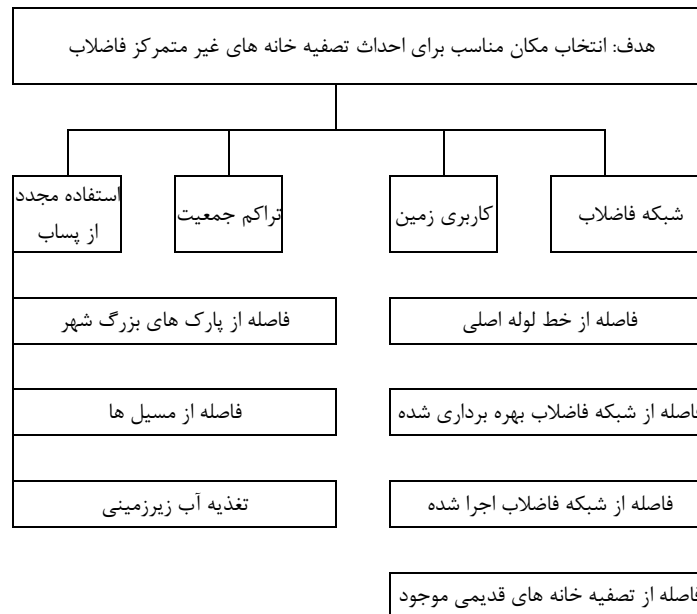 هدف: انتخاب مکان مناسب برای احداث تصفیه خانه های غیر متمرکز فاضلاب
شبکه فاضلاب
کاربری زمین
تراکم جمعیت
استفاده مجدد
از پساب
فاصله از خط لوله اصلی
فاصله از پارک های بزرگ شهر
فاصله از شبکه فاضلاب بهره برداری شده
فاصله از مسیل ها
فاصله از شبکه فاضلاب اجرا شده
تغذیه آب زیرزمینی
فاصله از تصفیه خانه های قدیمی موجود